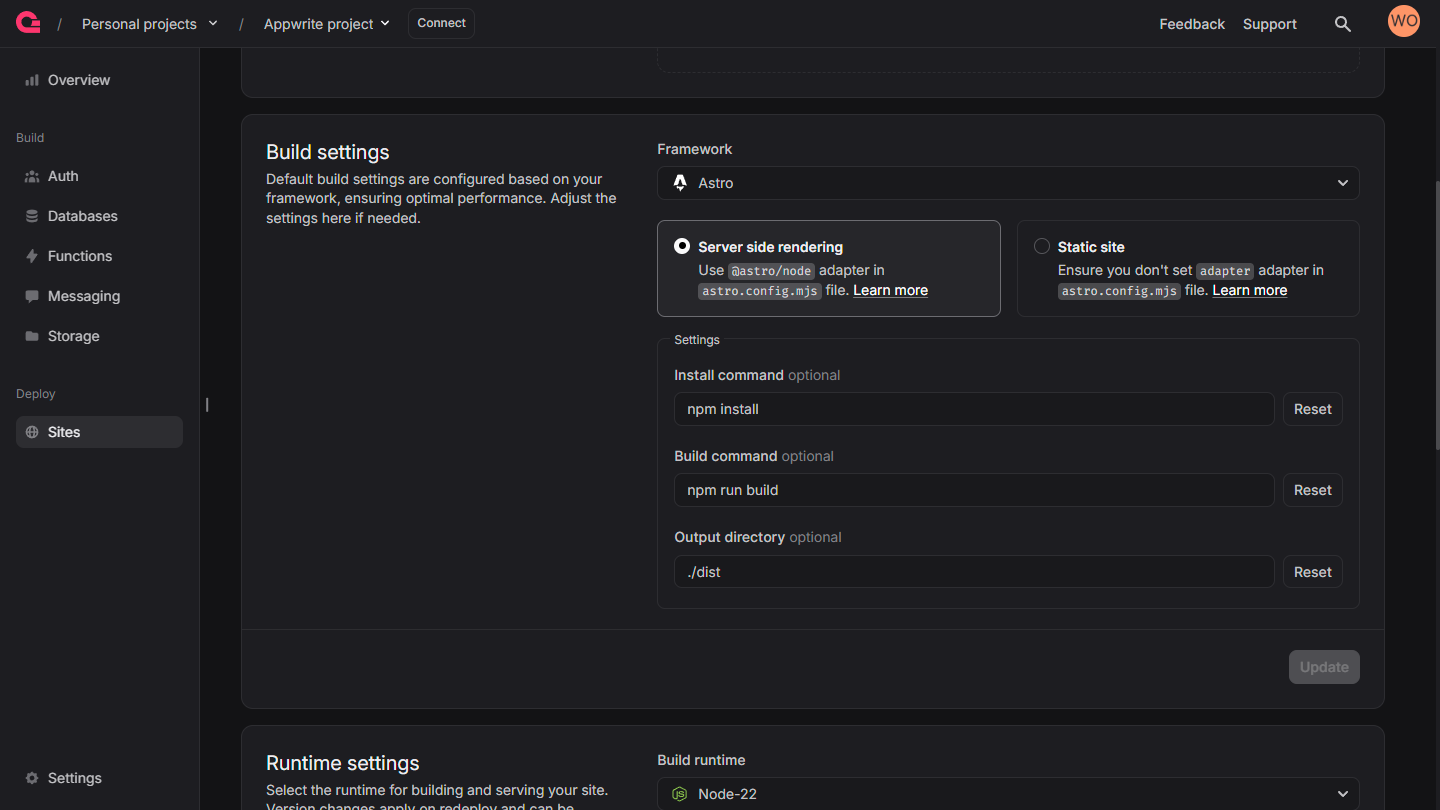 / Personal projects / Appwrite project Connect Feedback Support WO
Overview
Build
Auth
Databases
Functions
Messaging
Storage
Deploy
Sites
Settings
Build settings
Default build settings are configured based on your
framework, ensuring optimal performance. Adjust the
settings here if needed.
Framework
Astro
Server side rendering
Use @astro/node adapter in
astro.config.mjs file. Learn more
Static site
Ensure you don't set adapter adapter in
astro.config.mjs file. Learn more
Settings
Install command optional
npm install Reset
Build command optional
npm run build Reset
Output directory optional
./dist Reset
Update
Runtime settings
Select the runtime for building and serving your site.
Version changes apply on redeploy and can be
Build runtime
Node-22